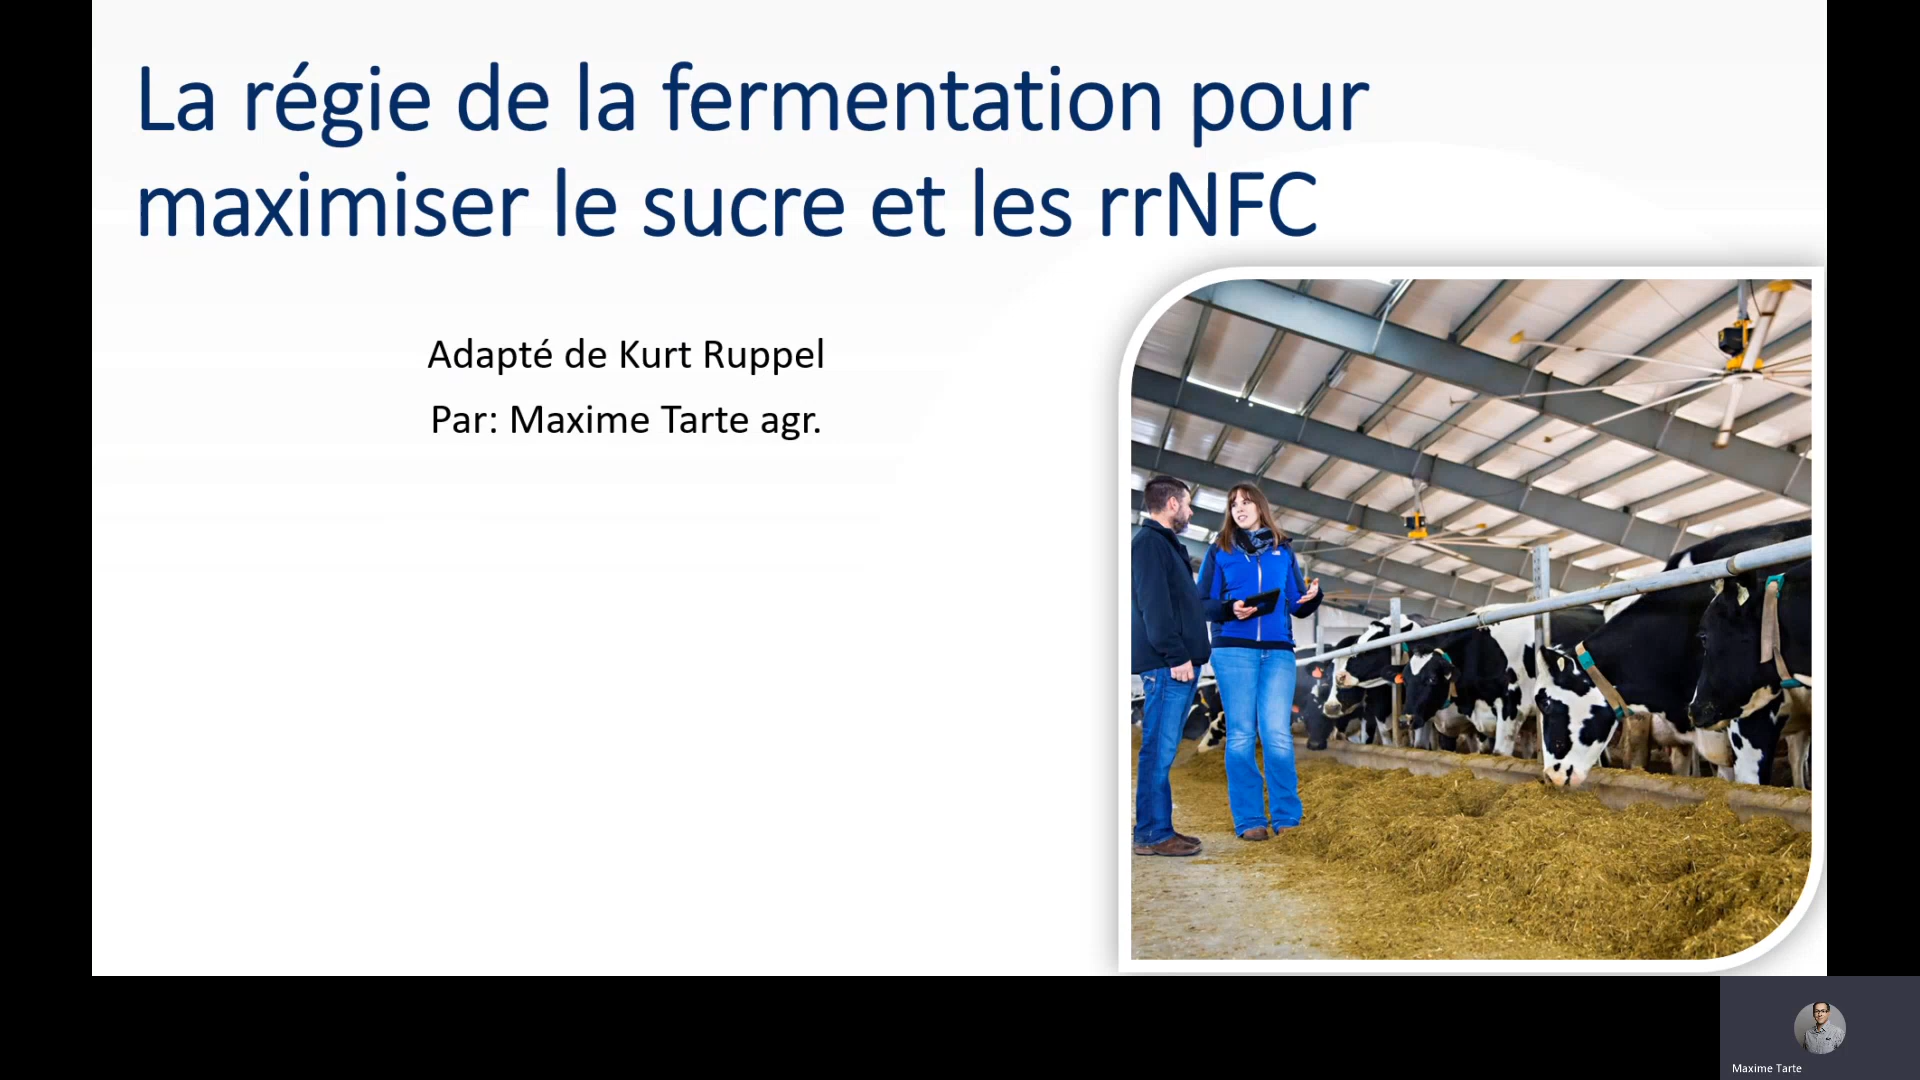 La régie de la fermentation pour
maximiser le sucre et les rrNFC
Adapté de Kurt Ruppel
Par: Maxime Tarte agr.
Maxime Tarte